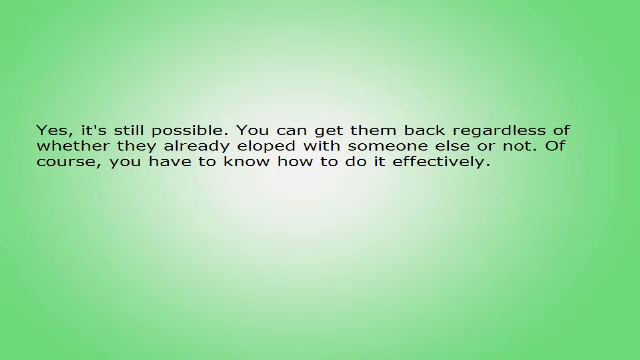 Yes, it's still possible. You can get them back regardless of
whether they already eloped with someone else or not. Of
course, you have to know how to do it effectively.